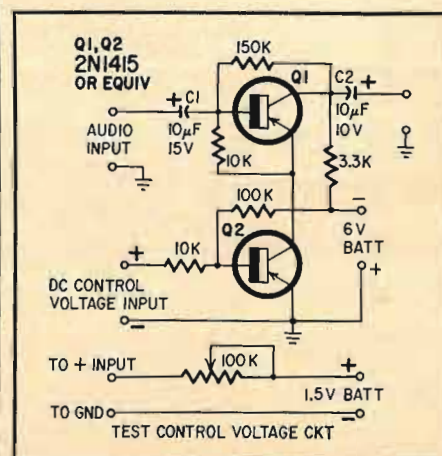 Q1,Q2
2N1415
OR EQUIV
AUDIO
INPUT
+
C1
10µF
15V
150K
Q1
C2
+
10µF
10V
10K
3.3K
100K
Q2
−
6V
BATT
+
+
10K
DC CONTROL
VOLTAGE INPUT
−
TO + INPUT
100K
+
1.5V BATT
TO GND
−
TEST CONTROL VOLTAGE CKT